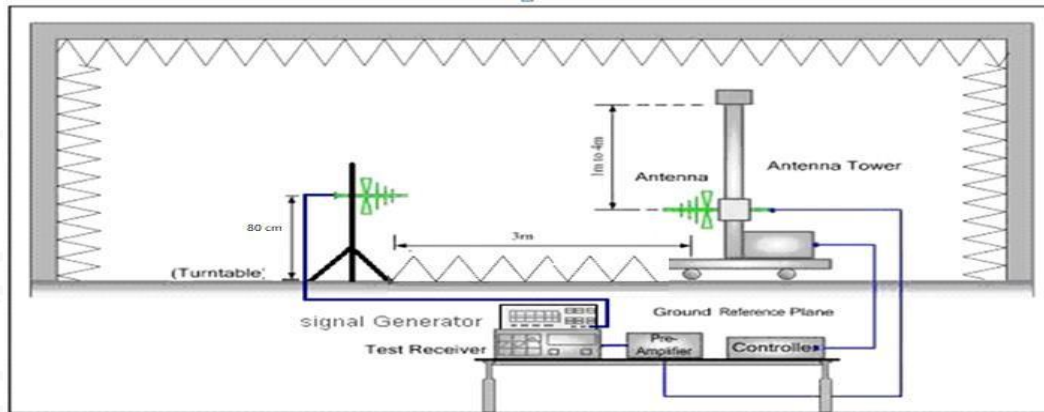 1m to 4m
Antenna Tower
Antenna
80 cm
3m
(Turntable)
signal Generator
Ground Reference Plane
Test Receiver
Pre-
Amplifier
Controller